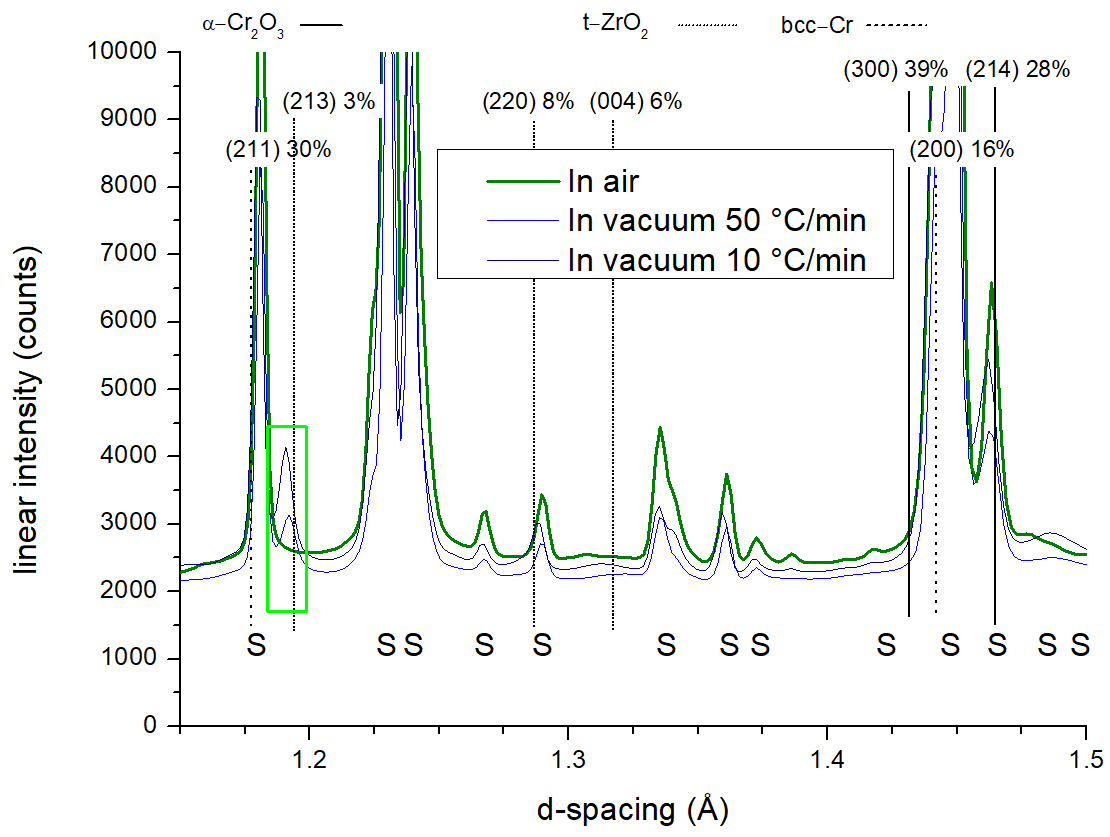 α−Cr₂O₃ t−ZrO₂ bcc−Cr
10000
9000
8000
7000
6000
5000
4000
3000
2000
1000
0
(300) 39% (214) 28%
(213) 3% (220) 8% (004) 6%
(211) 30% (200) 16%
In air
In vacuum 50 °C/min
In vacuum 10 °C/min
linear intensity (counts)
S S S S S S S S S S S S S
1.2 1.3 1.4 1.5
d-spacing (Å)